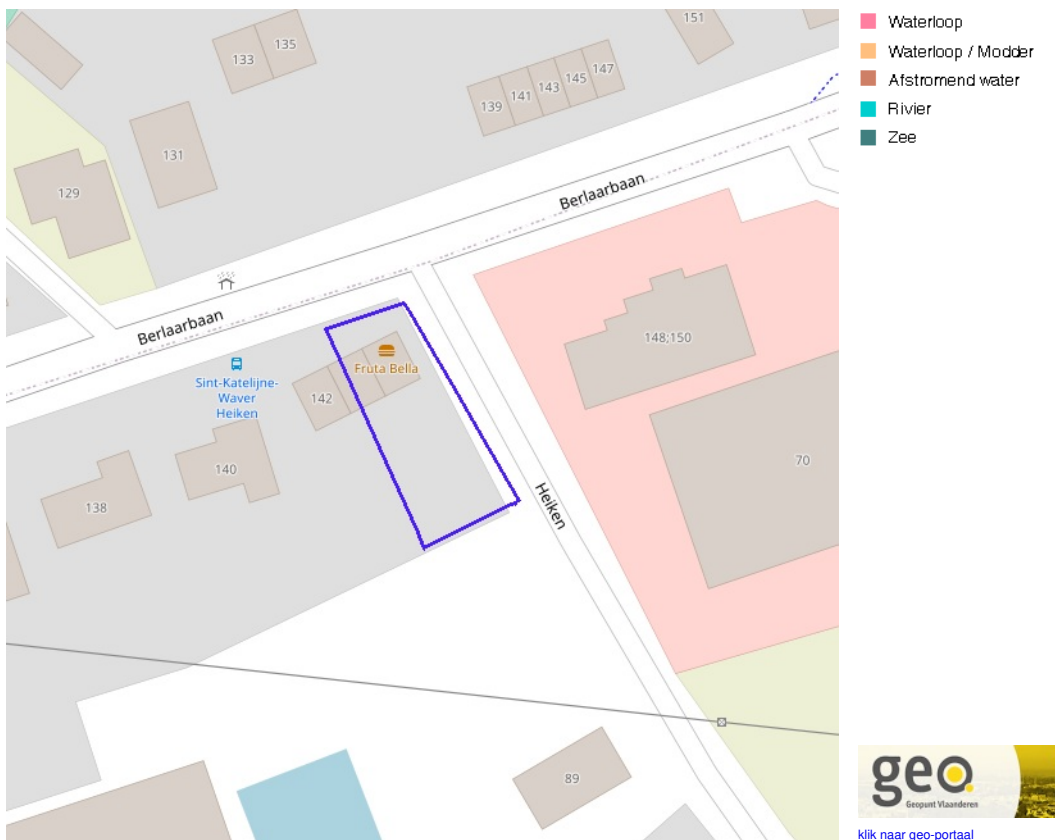 151
133
135
139
141
143
145
147
131
129
Berlaarbaan
Berlaarbaan
Sint-Katelijne-
Waver
Heiken
Fruta Bella
142
148;150
140
138
70
Heiken
89
Waterloop
Waterloop / Modder
Afstromend water
Rivier
Zee
geo
Geopunt Vlaanderen
klik naar geo-portaal